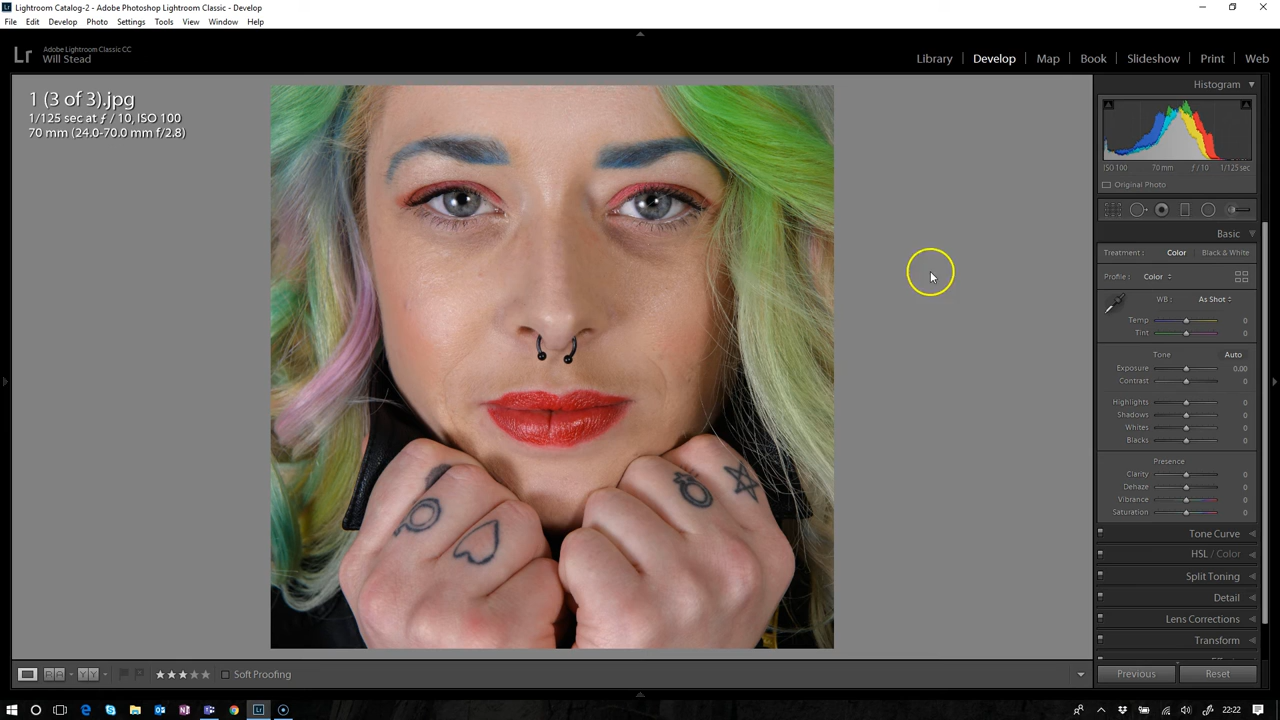 Lightroom Catalog-2 - Adobe Photoshop Lightroom Classic - Develop
File Edit Develop Photo Settings Tools View Window Help
Lr
Adobe Lightroom Classic CC
Will Stead
Library | Develop | Map | Book | Slideshow | Print | Web
1 (3 of 3).jpg
1/125 sec at ƒ / 10, ISO 100
70 mm (24.0-70.0 mm f/2.8)
Histogram
ISO 100 70 mm ƒ / 10 1/125 sec
Original Photo
Basic
Treatment : Color Black & White
Profile : Color
WB : As Shot
Temp 0
Tint 0
Tone Auto
Exposure 0.00
Contrast 0
Highlights 0
Shadows 0
Whites 0
Blacks 0
Presence
Clarity 0
Dehaze 0
Vibrance 0
Saturation 0
Tone Curve
HSL / Color
Split Toning
Detail
Lens Corrections
Transform
Soft Proofing
Previous Reset
22:22